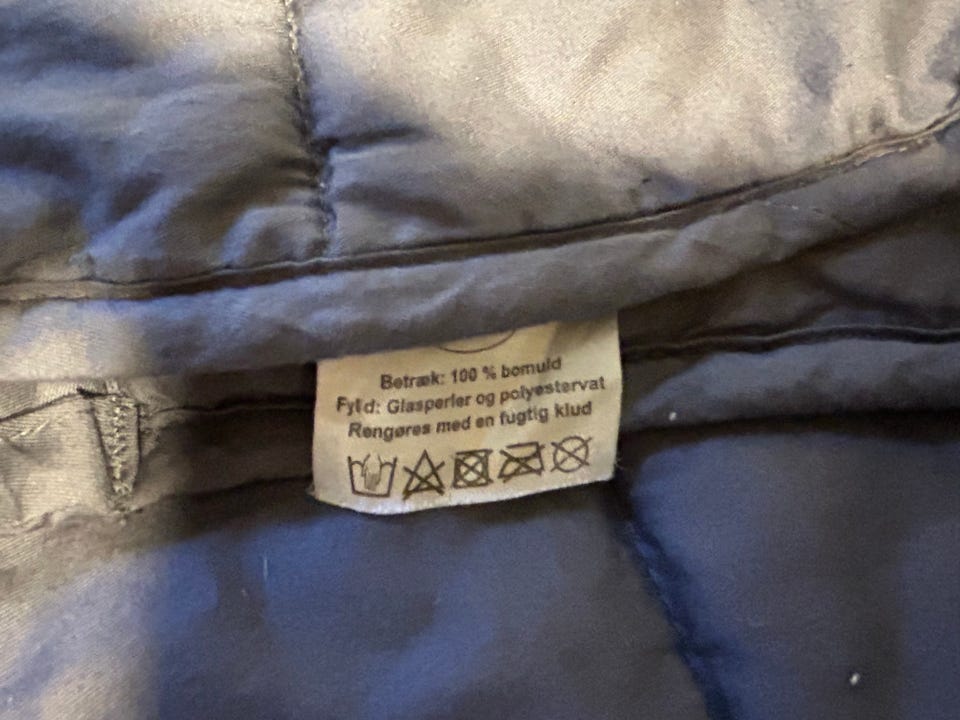 Betræk: 100 % bomuld
Fyld: Glasperler og polyestervat
Rengøres med en fugtig klud